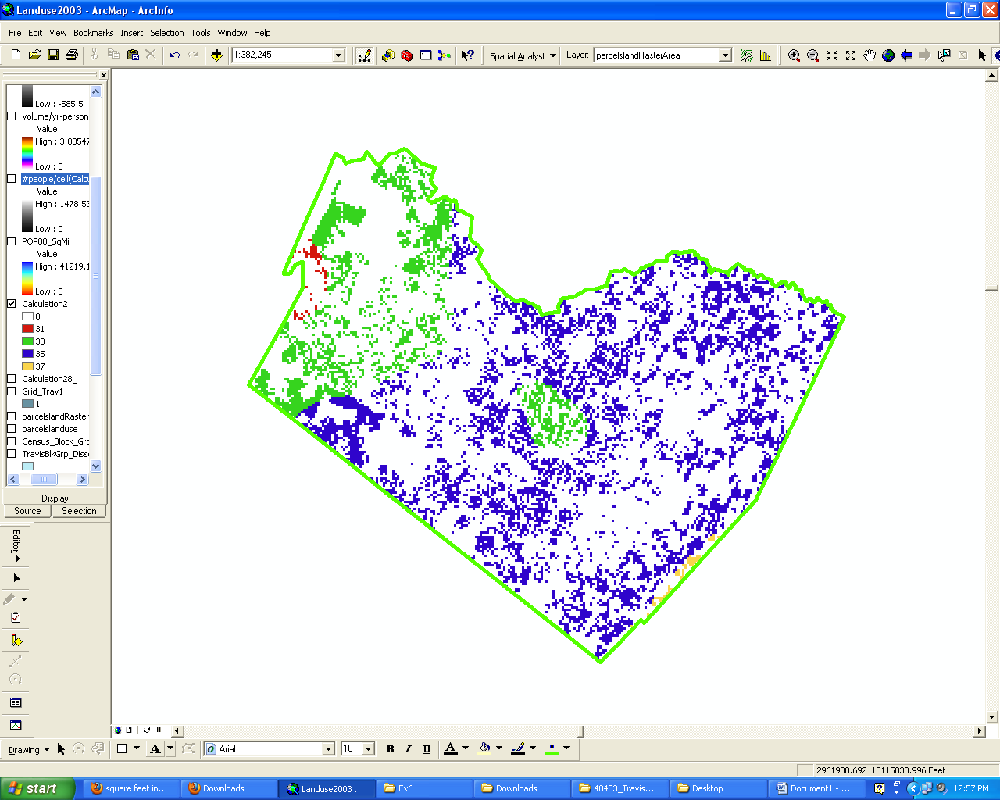 Landuse2003 - ArcMap - ArcInfo
File Edit View Bookmarks Insert Selection Tools Window Help
1:382,245 Spatial Analyst Layer: parcelslandRasterArea
Low : -585.5
volume/yr-person
Value
High : 3.83547
Low : 0
#people/cell(Calcu
Value
High : 1478.53
Low : 0
POP00_SqMi
Value
High : 41219.1
Low : 0
Calculation2
0
31
33
35
37
Calculation28_
Grid_Trav1
1
parcelslandRaster
parcelslanduse
Census_Block_Gro
TravisBlkGrp_Disso
Display
Source Selection
Editor
Drawing A Arial 10 B I U A
2961900.692 10115033.996 Feet
start square feet in... Downloads Landuse2003 ... Ex6 Downloads 48453_Travis... Desktop Document1 - ... 12:57 PM